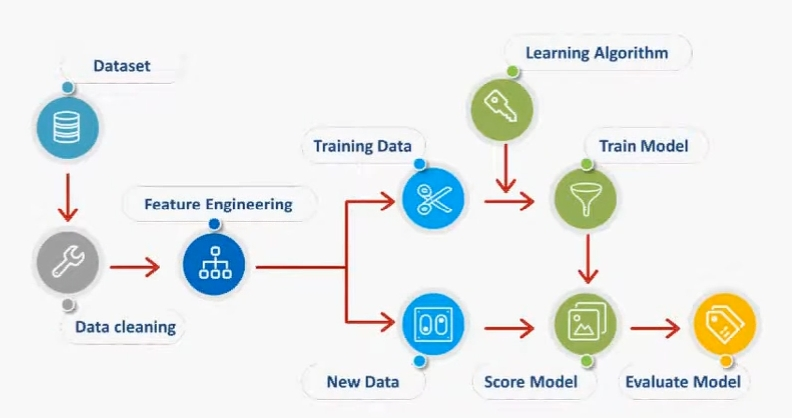 Dataset
Learning Algorithm
Training Data
Train Model
Feature Engineering
Data cleaning
New Data
Score Model
Evaluate Model